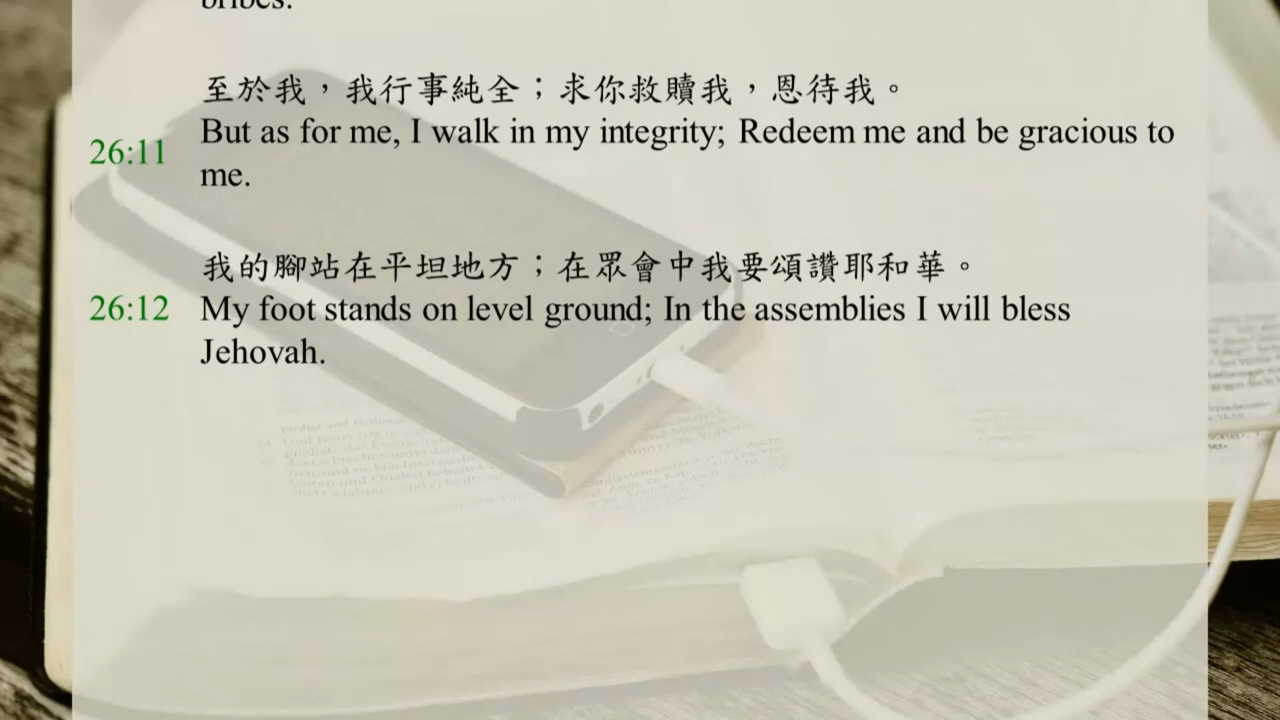 bribes.
至於我，我行事純全；求你救贖我，恩待我。
26:11 But as for me, I walk in my integrity; Redeem me and be gracious to
me.
我的腳站在平坦地方；在眾會中我要頌讚耶和華。
26:12 My foot stands on level ground; In the assemblies I will bless
Jehovah.